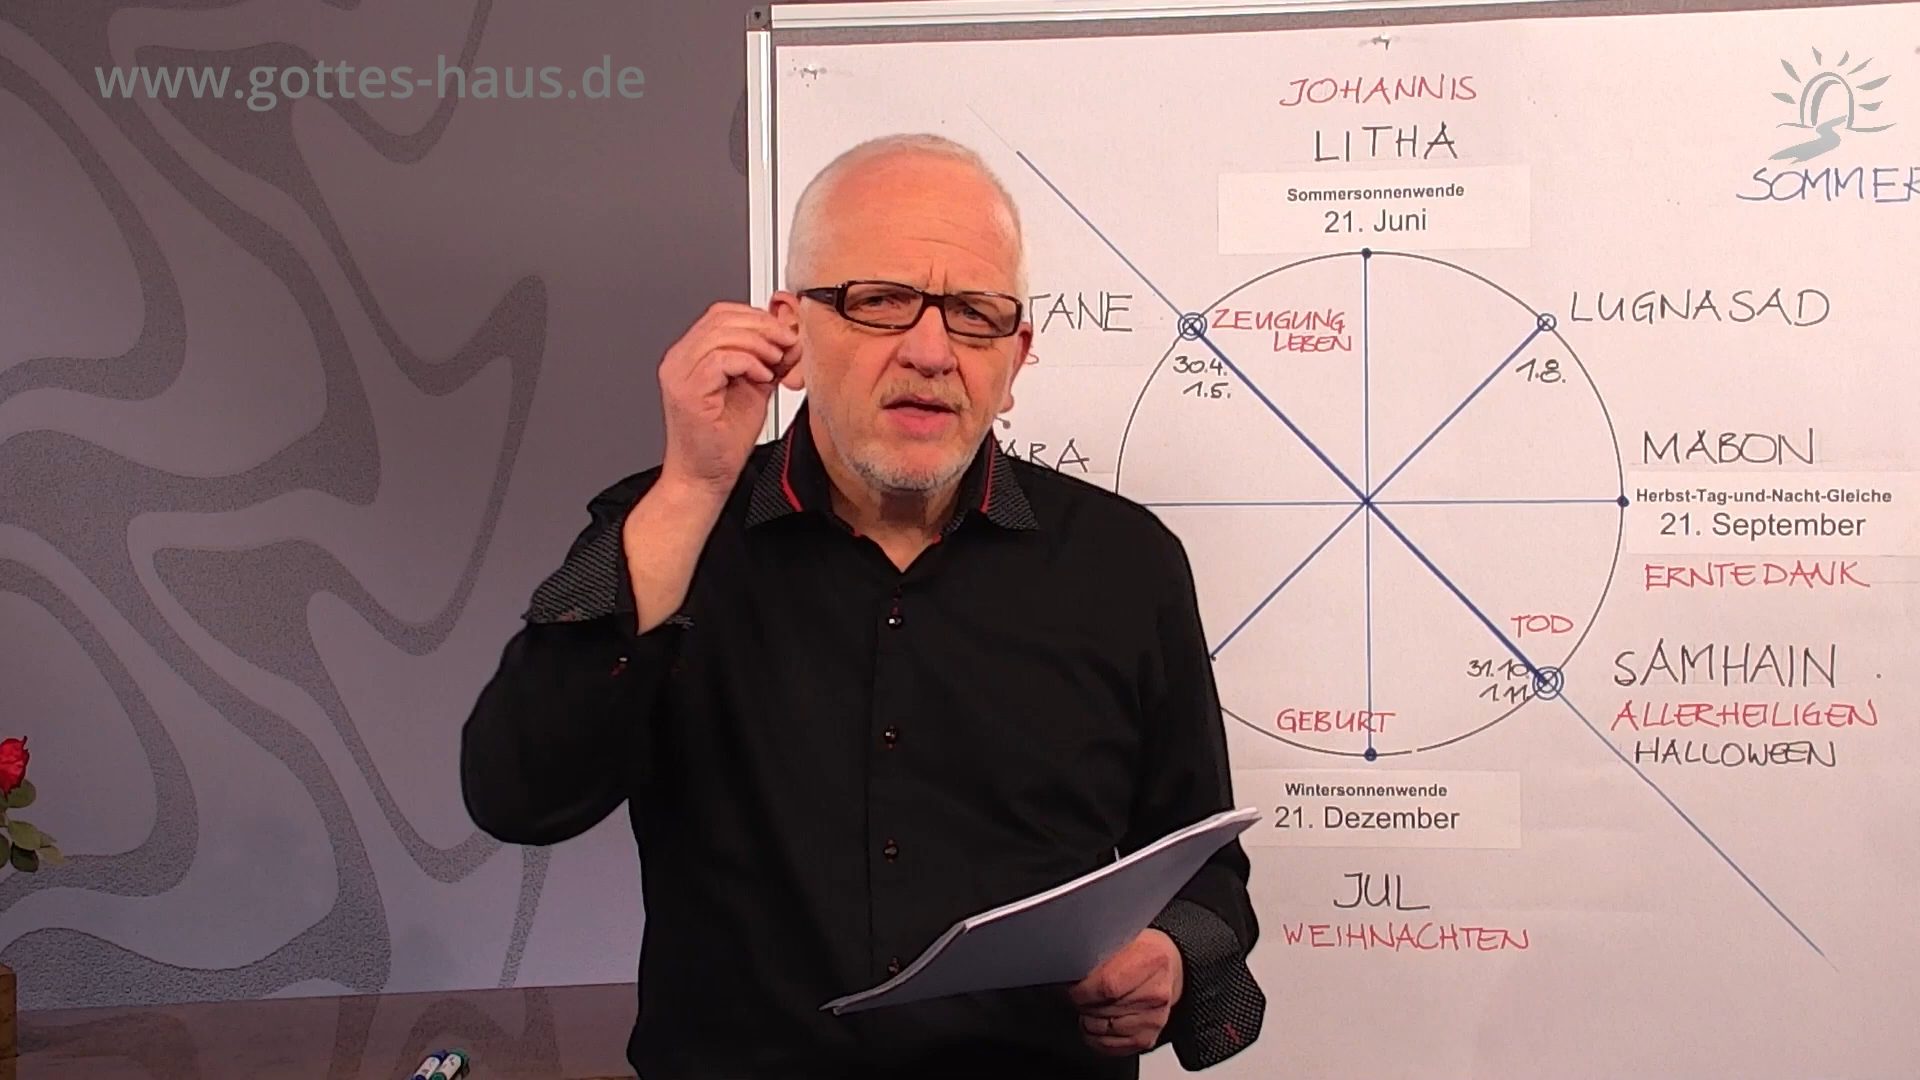 www.gottes-haus.de
JOHANNIS
LITHA
Sommersonnenwende
21. Juni
SOMMER
TANE
ZEUGUNG
LEBEN
30.4.
1.5.
LUGNASAD
1.8.
ARA
MABON
Herbst-Tag-und-Nacht-Gleiche
21. September
ERNTEDANK
TOD
31.10.
1.11.
SAMHAIN
ALLERHEILIGEN
HALLOWEEN
GEBURT
Wintersonnenwende
21. Dezember
JUL
WEIHNACHTEN